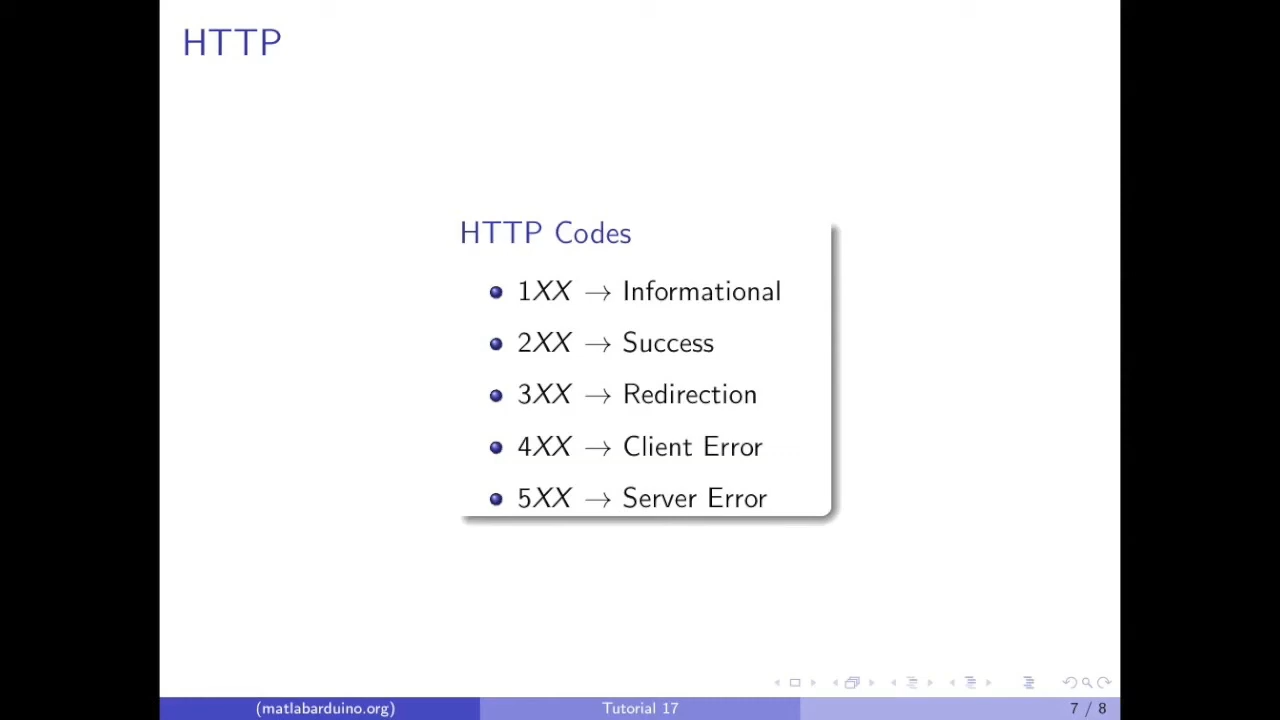 HTTP
HTTP Codes
1XX → Informational
2XX → Success
3XX → Redirection
4XX → Client Error
5XX → Server Error
(matlabarduino.org) Tutorial 17 7 / 8